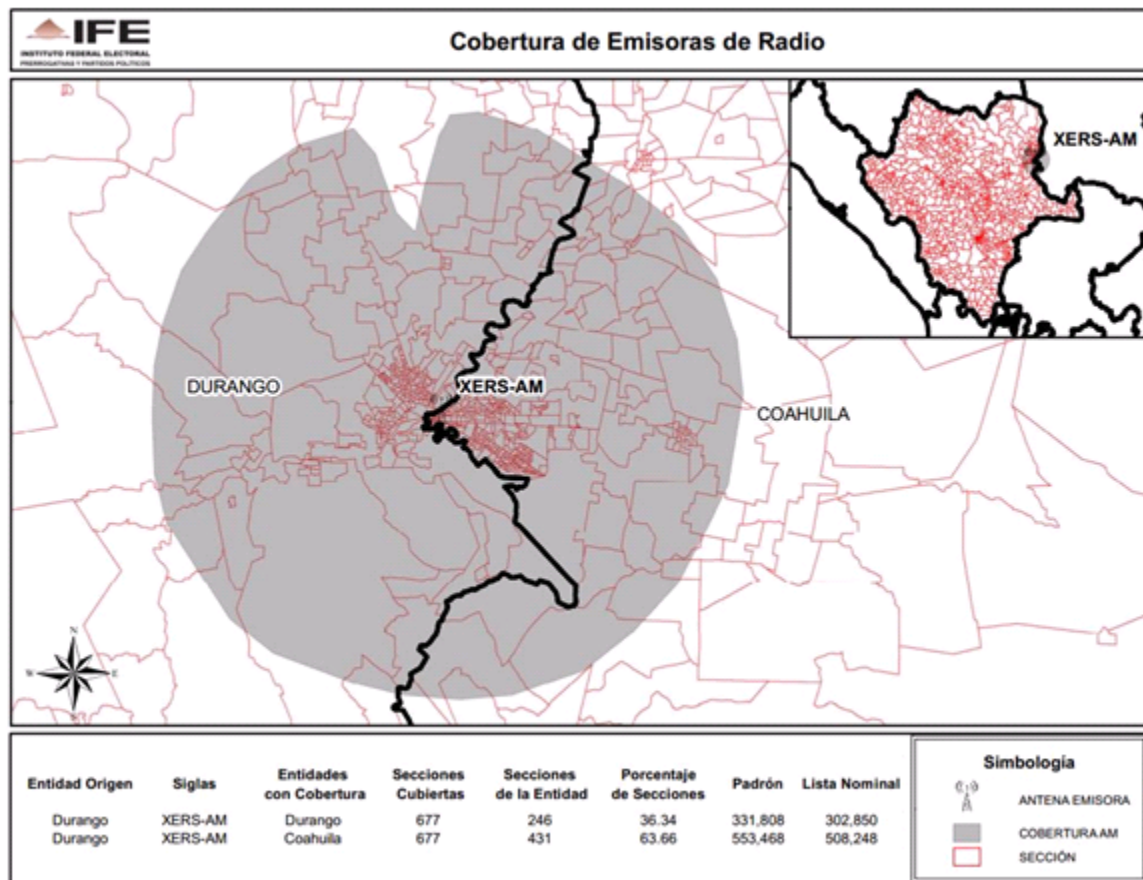 IFE
INSTITUTO FEDERAL ELECTORAL
PRERROGATIVAS Y PARTIDOS POLÍTICOS
Cobertura de Emisoras de Radio
XERS-AM
DURANGO
XERS-AM
COAHUILA
N
W
E
S
Entidad Origen Siglas Entidades con Cobertura Secciones Cubiertas Secciones de la Entidad Porcentaje de Secciones Padrón Lista Nominal
Durango XERS-AM Durango 677 246 36.34 331,808 302,850
Durango XERS-AM Coahuila 677 431 63.66 553,468 508,248
Simbología
ANTENA EMISORA
COBERTURA AM
SECCIÓN